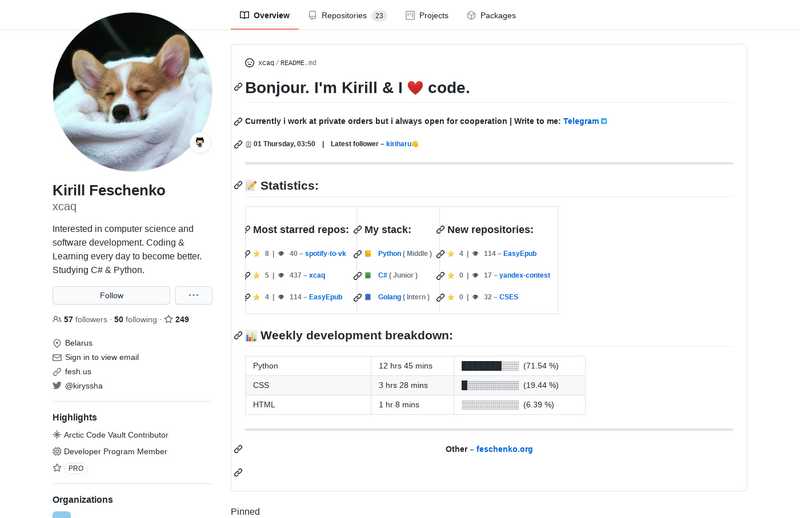 Overview
Repositories 23
Projects
Packages
xcaq / README.md
Bonjour. I'm Kirill & I ❤️ code.
Currently i work at private orders but i always open for cooperation | Write to me: Telegram
01 Thursday, 03:50 | Latest follower – kiriharu👋
📝 Statistics:
Most starred repos:
⭐ 8 | 👁 40 – spotify-to-vk
⭐ 5 | 👁 437 – xcaq
⭐ 4 | 👁 114 – EasyEpub
My stack:
📒 Python ( Middle )
📗 C# ( Junior )
📘 Golang ( Intern )
New repositories:
⭐ 4 | 👁 114 – EasyEpub
⭐ 0 | 👁 17 – yandex-contest
⭐ 0 | 👁 32 – CSES
📊 Weekly development breakdown:
Python 12 hrs 45 mins (71.54 %)
CSS 3 hrs 28 mins (19.44 %)
HTML 1 hr 8 mins (6.39 %)
Other – feschenko.org
Pinned
Kirill Feschenko
xcaq
Interested in computer science and
software development. Coding &
Learning every day to become better.
Studying C# & Python.
Follow
...
57 followers · 50 following · 249
Belarus
Sign in to view email
fesh.us
@kiryssha
Highlights
Arctic Code Vault Contributor
Developer Program Member
PRO
Organizations